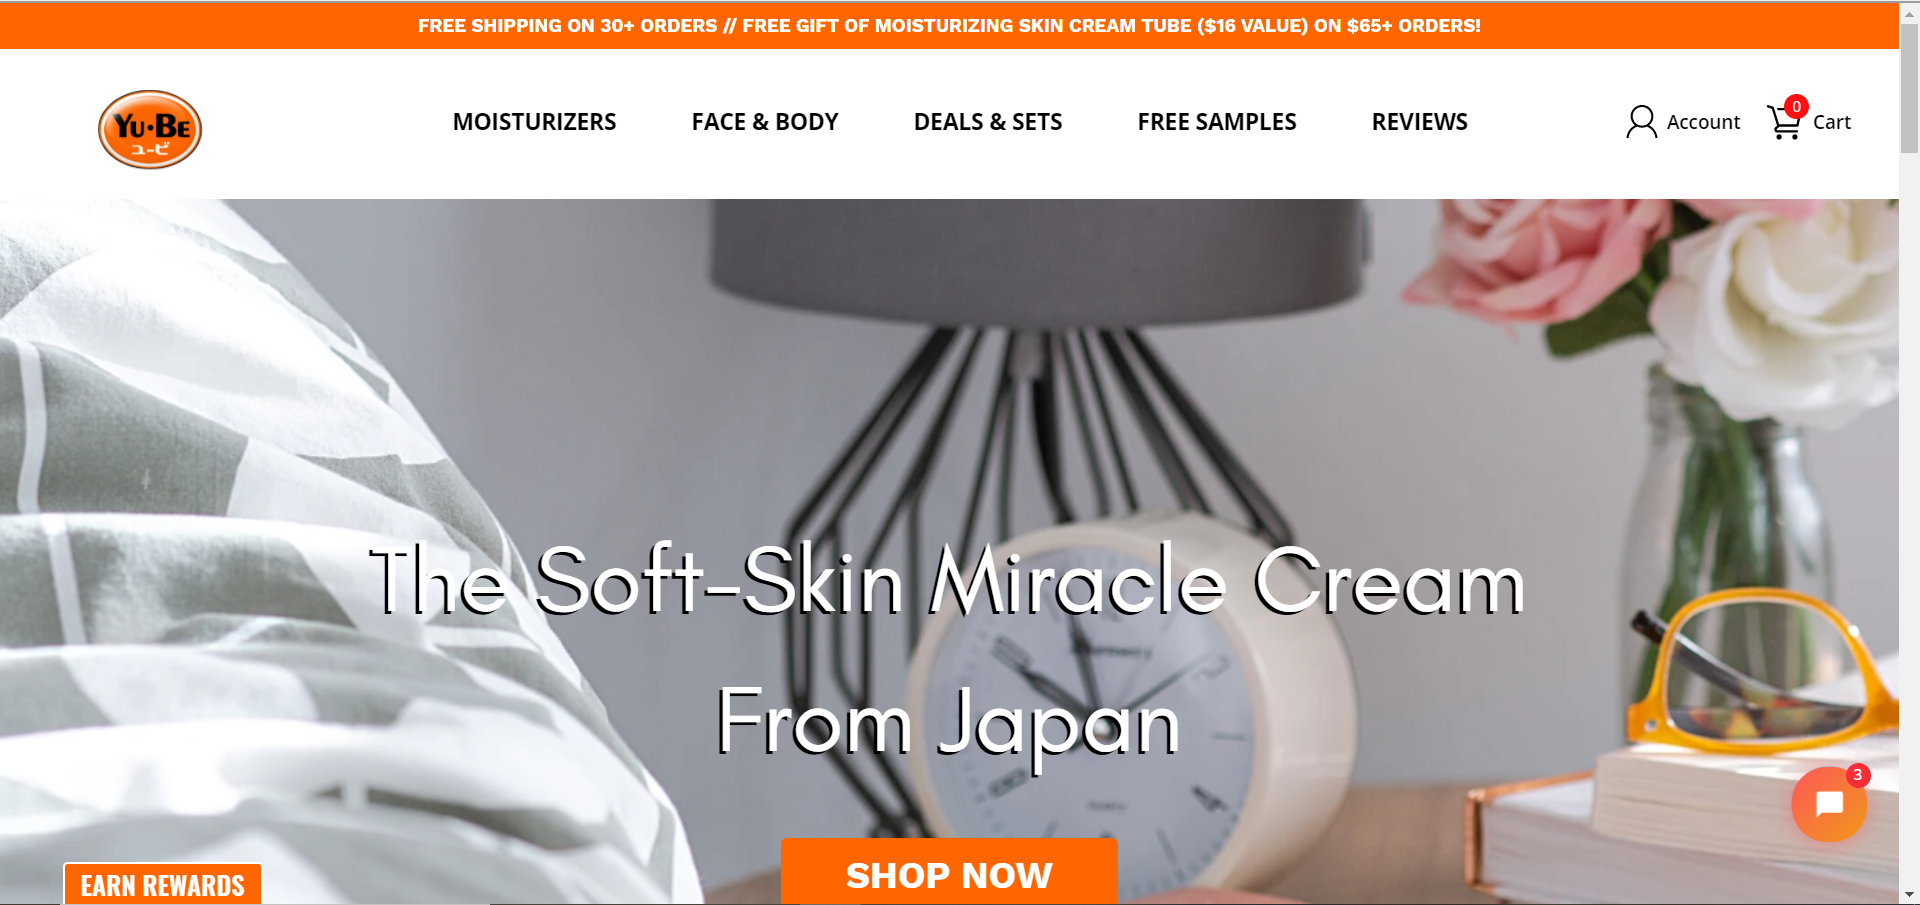 FREE SHIPPING ON 30+ ORDERS // FREE GIFT OF MOISTURIZING SKIN CREAM TUBE ($16 VALUE) ON $65+ ORDERS!
YU·BE
ユービ
MOISTURIZERS
FACE & BODY
DEALS & SETS
FREE SAMPLES
REVIEWS
Account
0
Cart
The Soft-Skin Miracle Cream
From Japan
3
SHOP NOW
EARN REWARDS